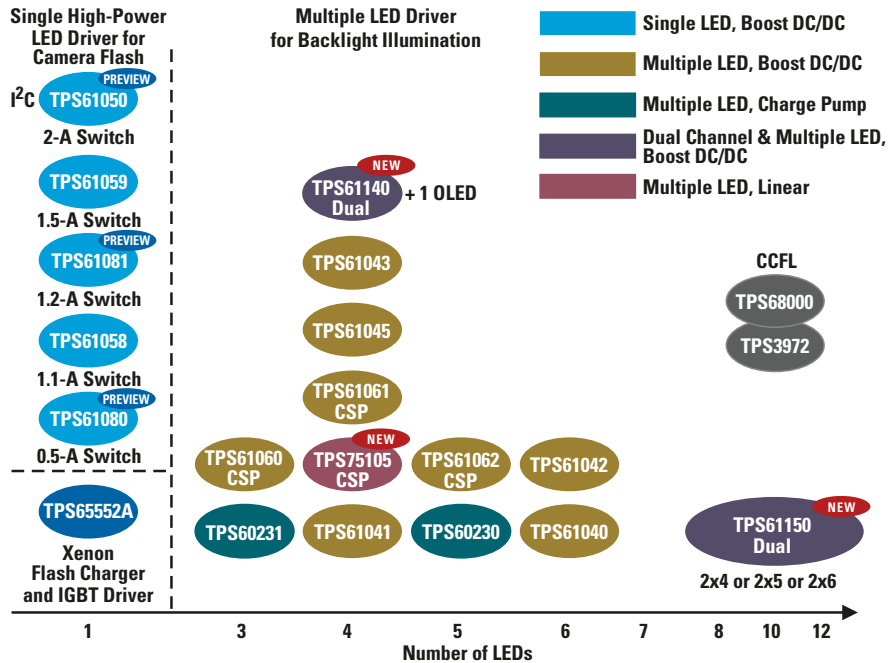 Single High-Power
LED Driver for
Camera Flash
Multiple LED Driver
for Backlight Illumination
Single LED, Boost DC/DC
Multiple LED, Boost DC/DC
Multiple LED, Charge Pump
Dual Channel & Multiple LED,
Boost DC/DC
Multiple LED, Linear
PREVIEW
I²C
TPS61050
2-A Switch
TPS61059
1.5-A Switch
PREVIEW
TPS61081
1.2-A Switch
TPS61058
1.1-A Switch
PREVIEW
TPS61080
0.5-A Switch
TPS65552A
Xenon
Flash Charger
and IGBT Driver
NEW
TPS61140
Dual
+ 1 OLED
TPS61043
TPS61045
TPS61061
CSP
TPS61060
CSP
NEW
TPS75105
CSP
TPS61062
CSP
TPS61042
TPS60231
TPS61041
TPS60230
TPS61040
CCFL
TPS68000
TPS3972
NEW
TPS61150
Dual
2x4 or 2x5 or 2x6
1 3 4 5 6 7 8 10 12
Number of LEDs